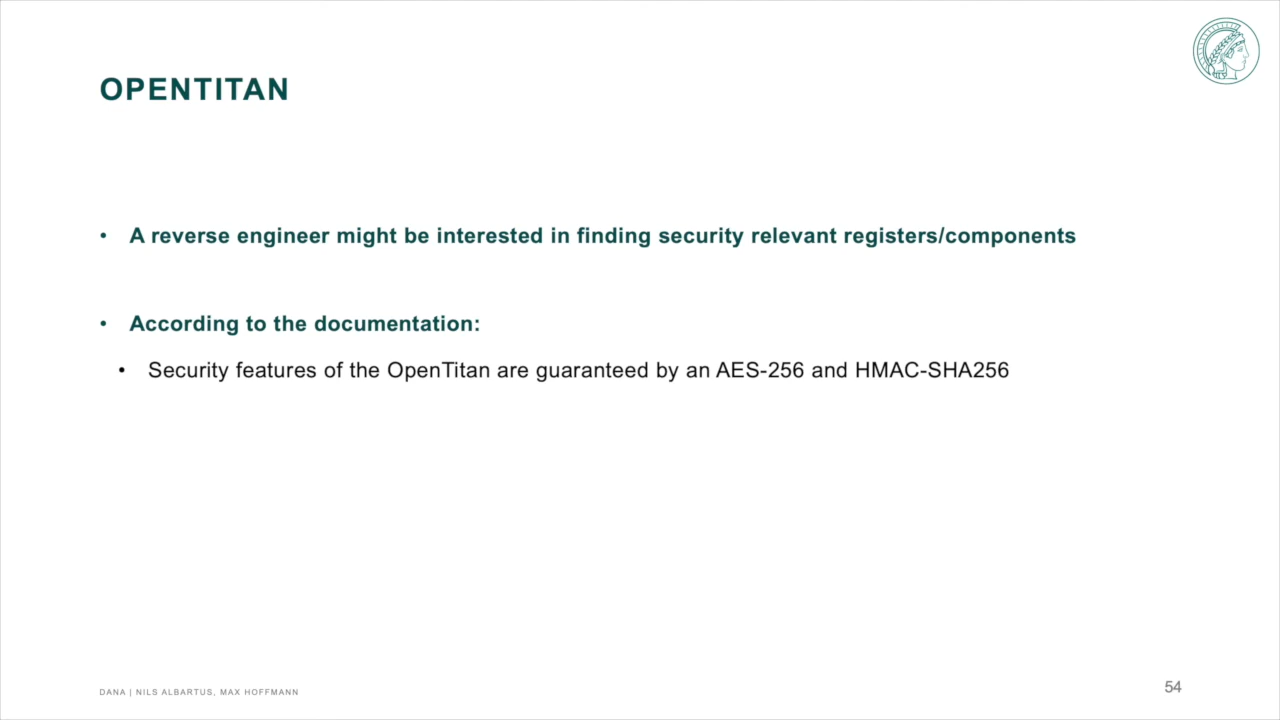 OPENTITAN
• A reverse engineer might be interested in finding security relevant registers/components
• According to the documentation:
• Security features of the OpenTitan are guaranteed by an AES-256 and HMAC-SHA256
DANA | NILS ALBARTUS, MAX HOFFMANN
54